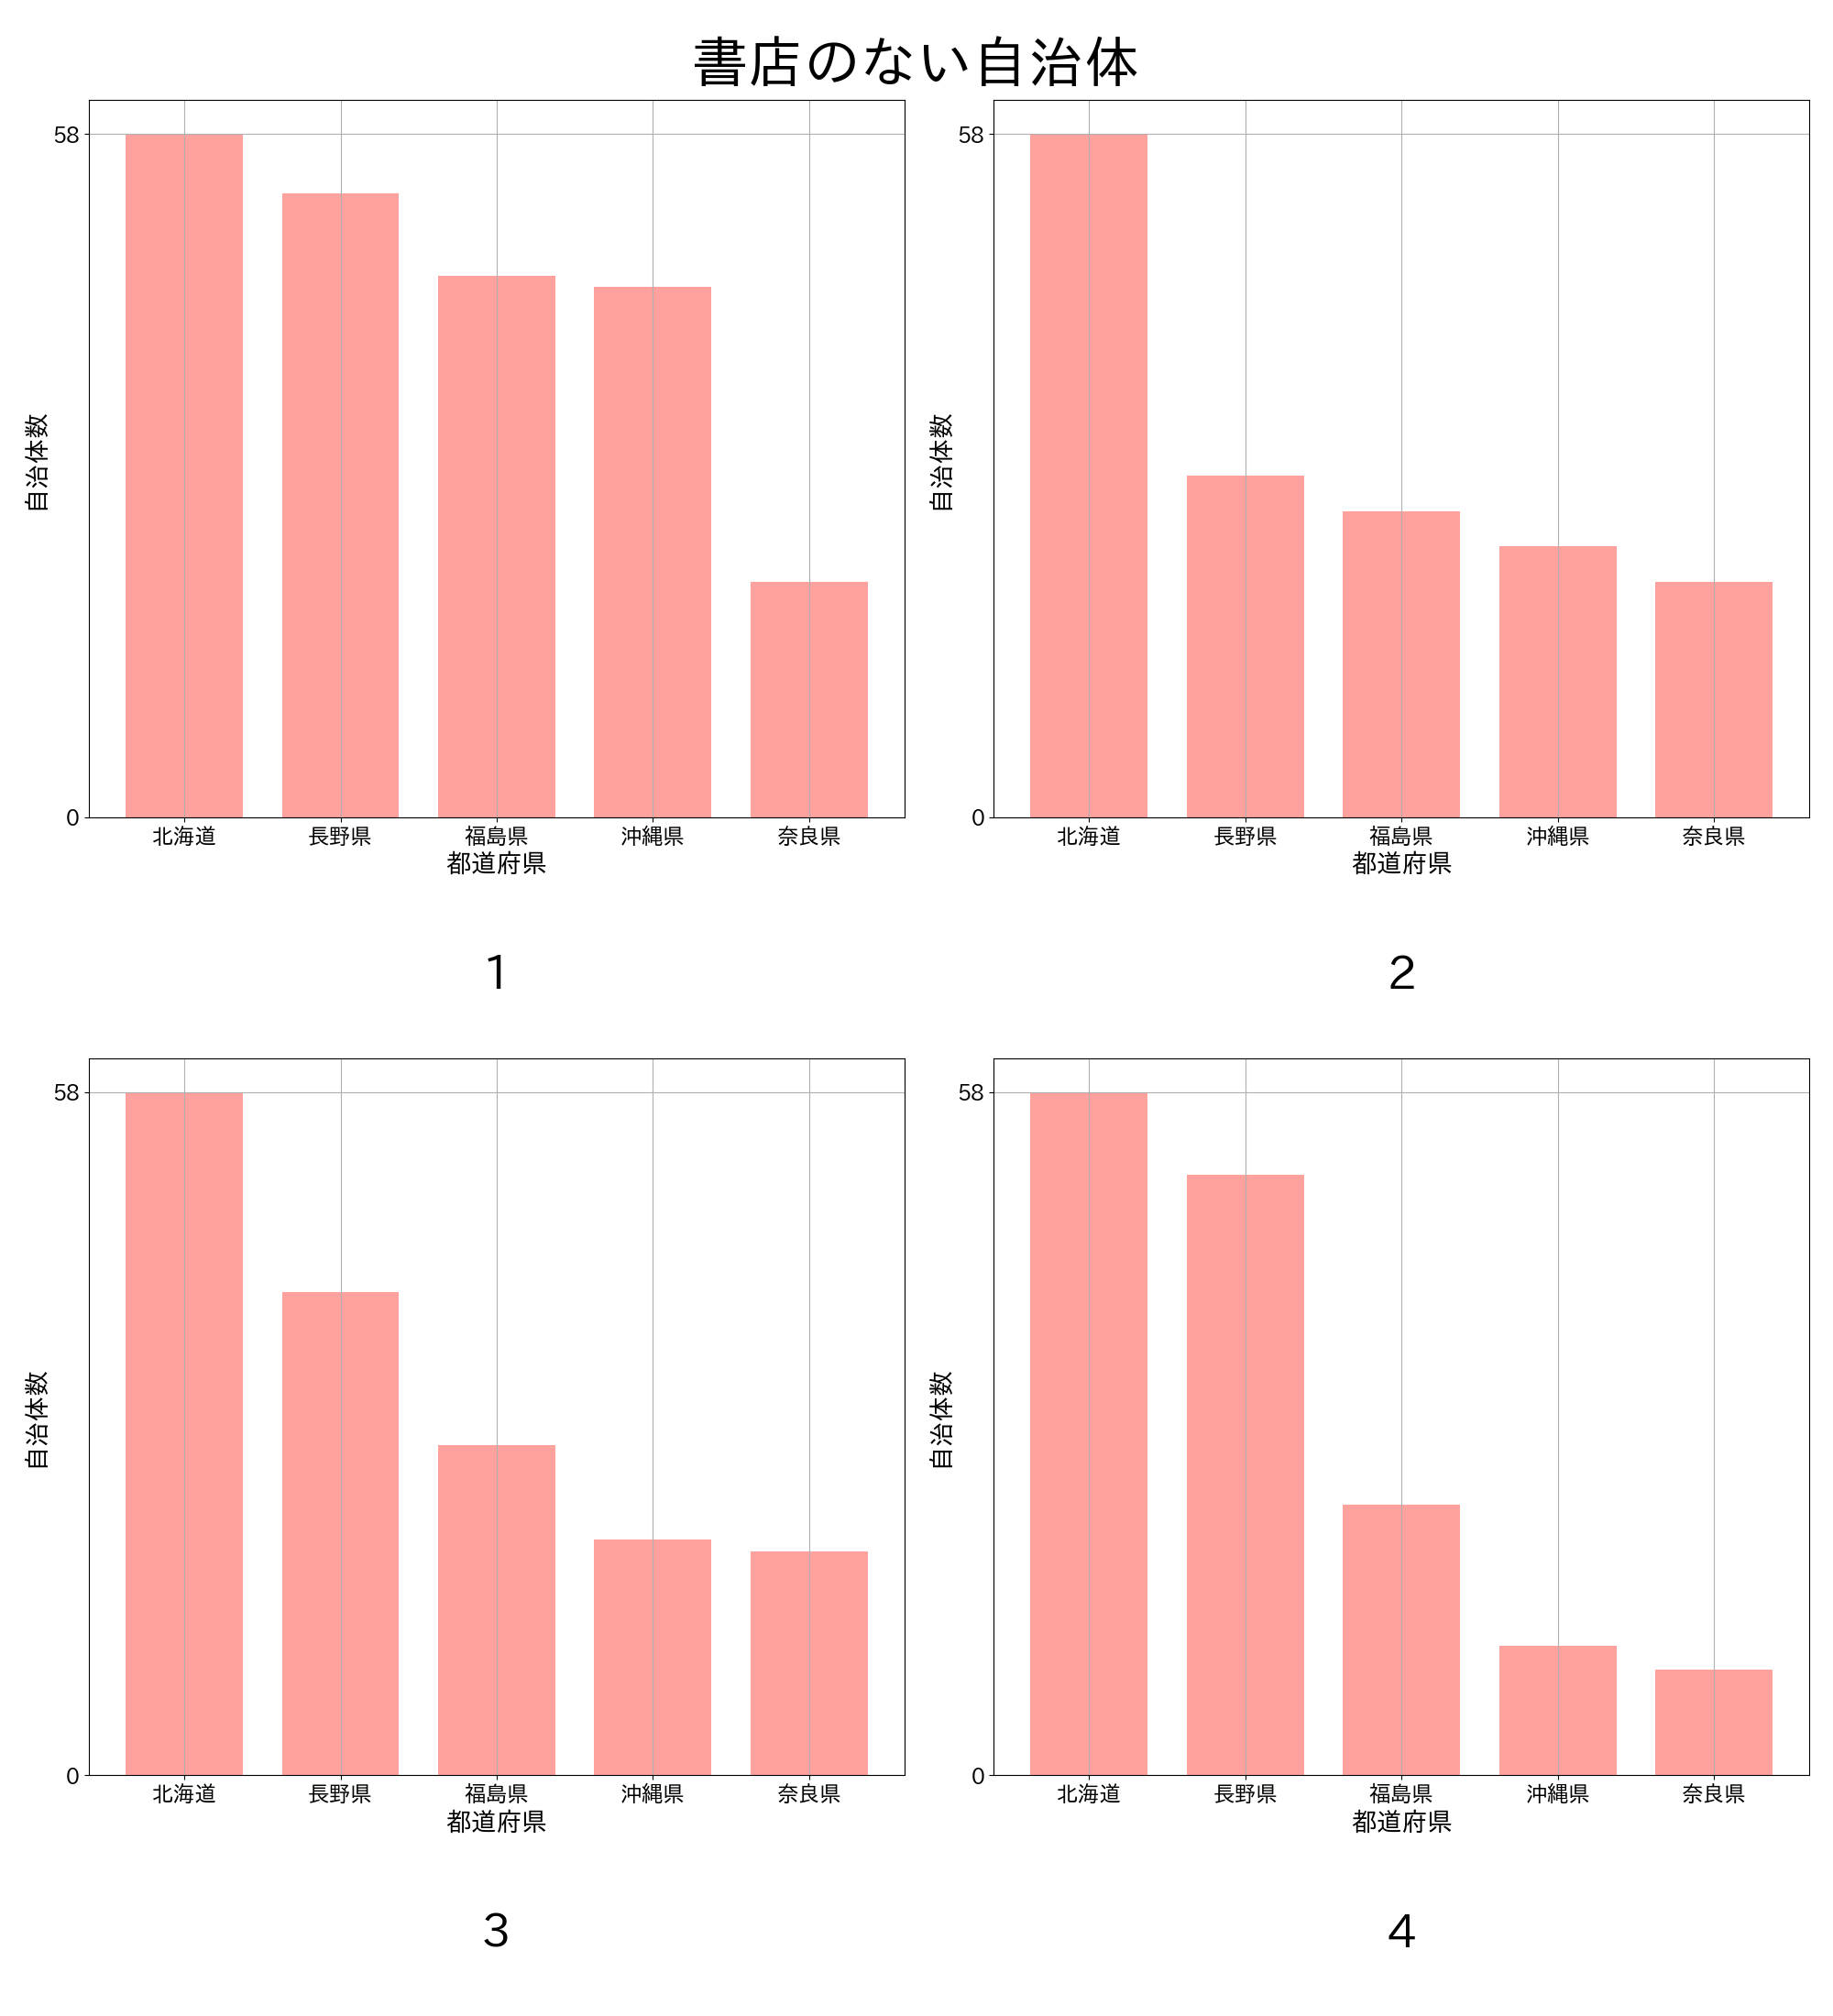 書店のない自治体
58
0
自治体数
北海道 長野県 福島県 沖縄県 奈良県
都道府県
1
58
0
自治体数
北海道 長野県 福島県 沖縄県 奈良県
都道府県
2
58
0
自治体数
北海道 長野県 福島県 沖縄県 奈良県
都道府県
3
58
0
自治体数
北海道 長野県 福島県 沖縄県 奈良県
都道府県
4